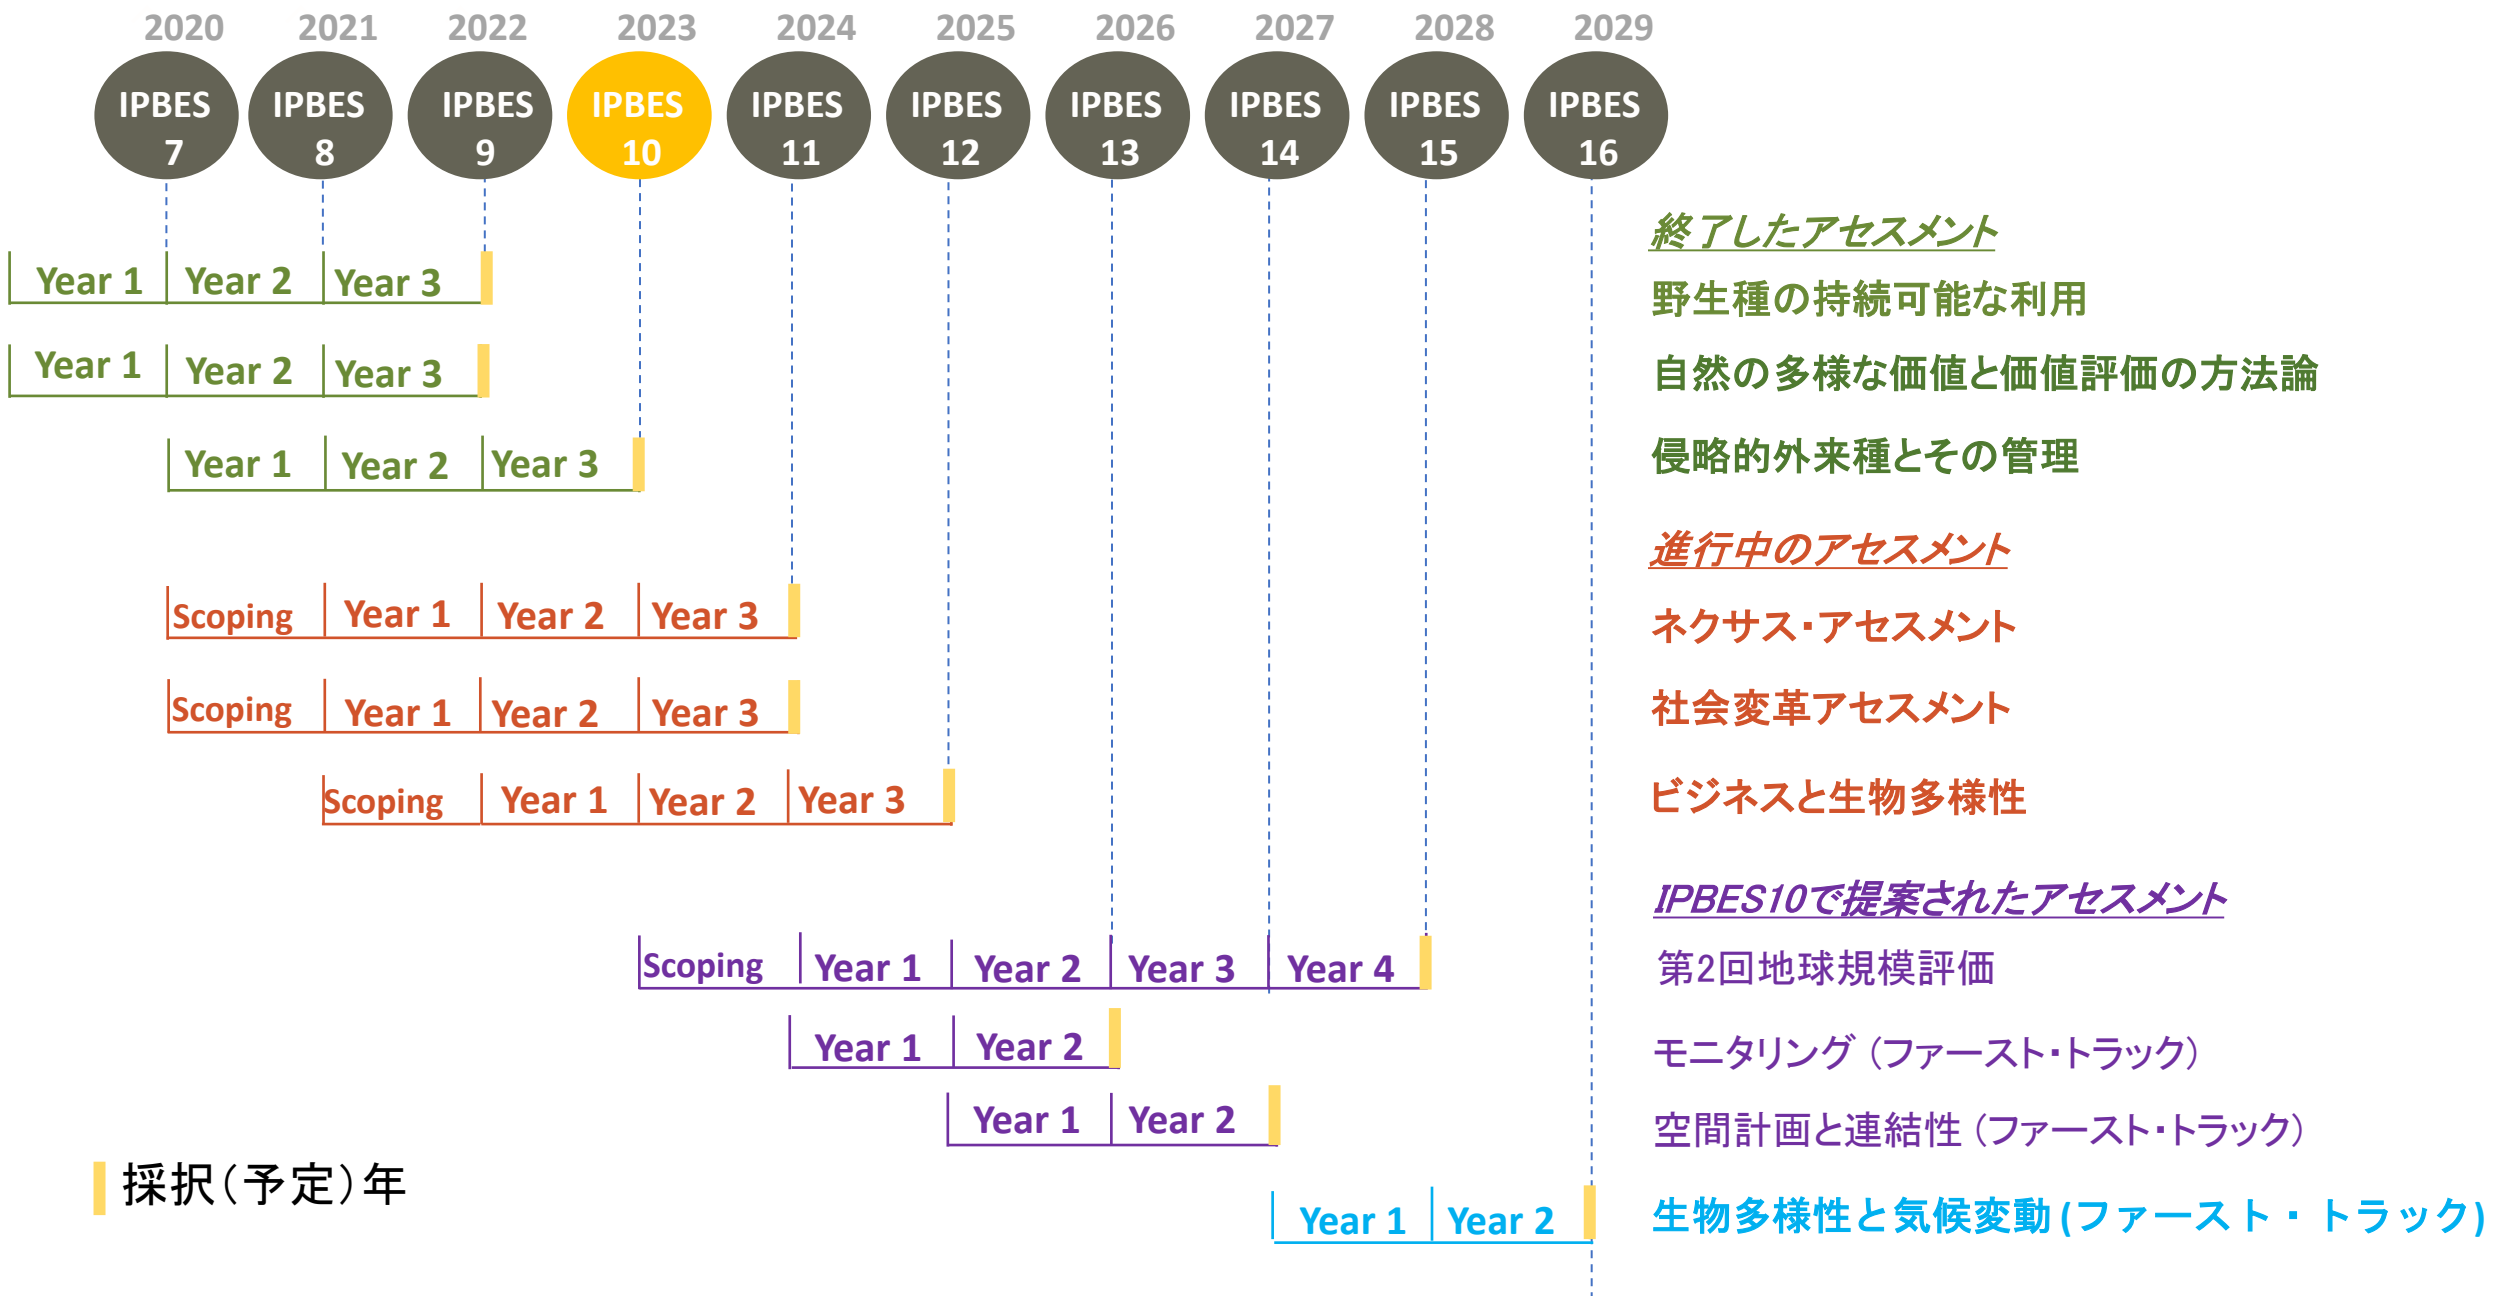 2020 2021 2022 2023 2024 2025 2026 2027 2028 2029
IPBES 7 IPBES 8 IPBES 9 IPBES 10 IPBES 11 IPBES 12 IPBES 13 IPBES 14 IPBES 15 IPBES 16
終了したアセスメント
Year 1 Year 2 Year 3 野生種の持続可能な利用
Year 1 Year 2 Year 3 自然の多様な価値と価値評価の方法論
Year 1 Year 2 Year 3 侵略的外来種とその管理
進行中のアセスメント
Scoping Year 1 Year 2 Year 3 ネクサス・アセスメント
Scoping Year 1 Year 2 Year 3 社会変革アセスメント
Scoping Year 1 Year 2 Year 3 ビジネスと生物多様性
IPBES10で提案されたアセスメント
Scoping Year 1 Year 2 Year 3 Year 4 第2回地球規模評価
Year 1 Year 2 モニタリング（ファースト・トラック）
Year 1 Year 2 空間計画と連結性（ファースト・トラック）
採択（予定）年
Year 1 Year 2 生物多様性と気候変動(ファースト・トラック)